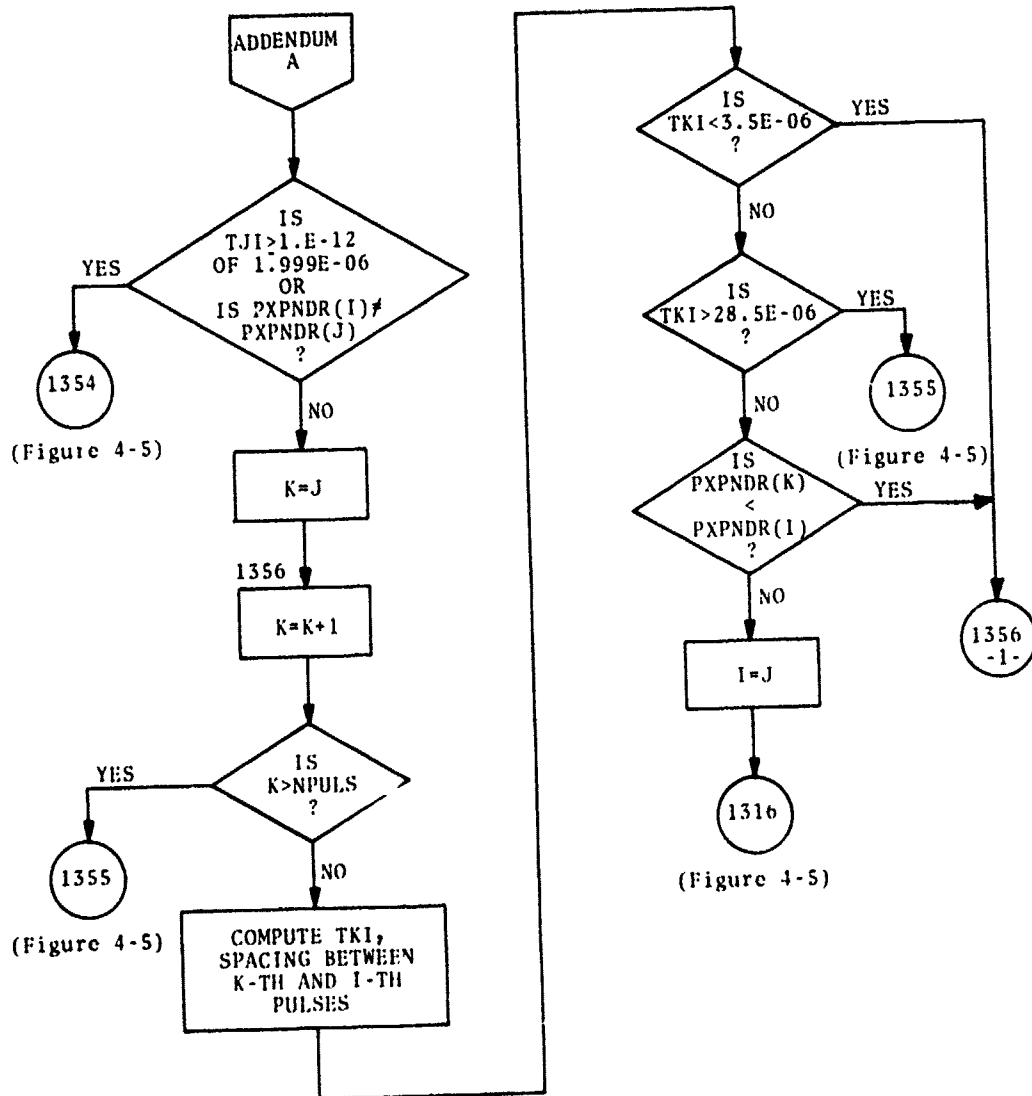 ADDENDUM
A
IS
TJI≥1.E-12
OF 1.999E-06
OR
IS PXPNDR(I)≠
PXPNDR(J)
?
YES
1354
(Figure 4-5)
NO
K=J
1356
K=K+1
IS
K>NPULS
?
YES
1355
(Figure 4-5)
NO
COMPUTE TKI,
SPACING BETWEEN
K-TH AND I-TH
PULSES
IS
TKI<3.5E-06
?
YES
NO
IS
TKI>28.5E-06
?
YES
1355
(Figure 4-5)
NO
IS
PXPNDR(K)
<
PXPNDR(I)
?
YES
1356
-1-
NO
I=J
1316
(Figure 4-5)